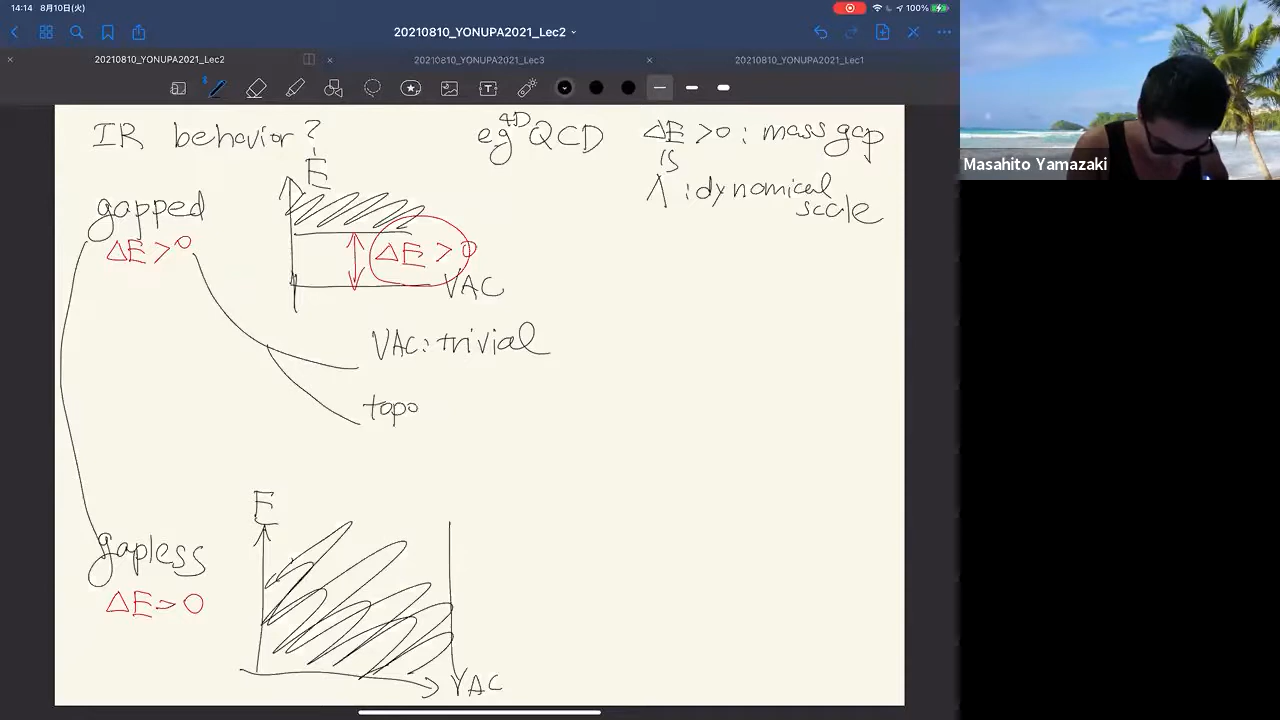 14:14 8月10日(火)
100%
20210810_YONUPA2021_Lec2
20210810_YONUPA2021_Lec2
20210810_YONUPA2021_Lec3
20210810_YONUPA2021_Lec1
Masahito Yamazaki
IR behavior?
eg 4D QCD
ΔE >0 : mass gap
Λ : dynamical scale
E
gapped
ΔE >0
ΔE >0
VAC
VAC: trivial
topo
E
gapless
ΔE=0
VAC